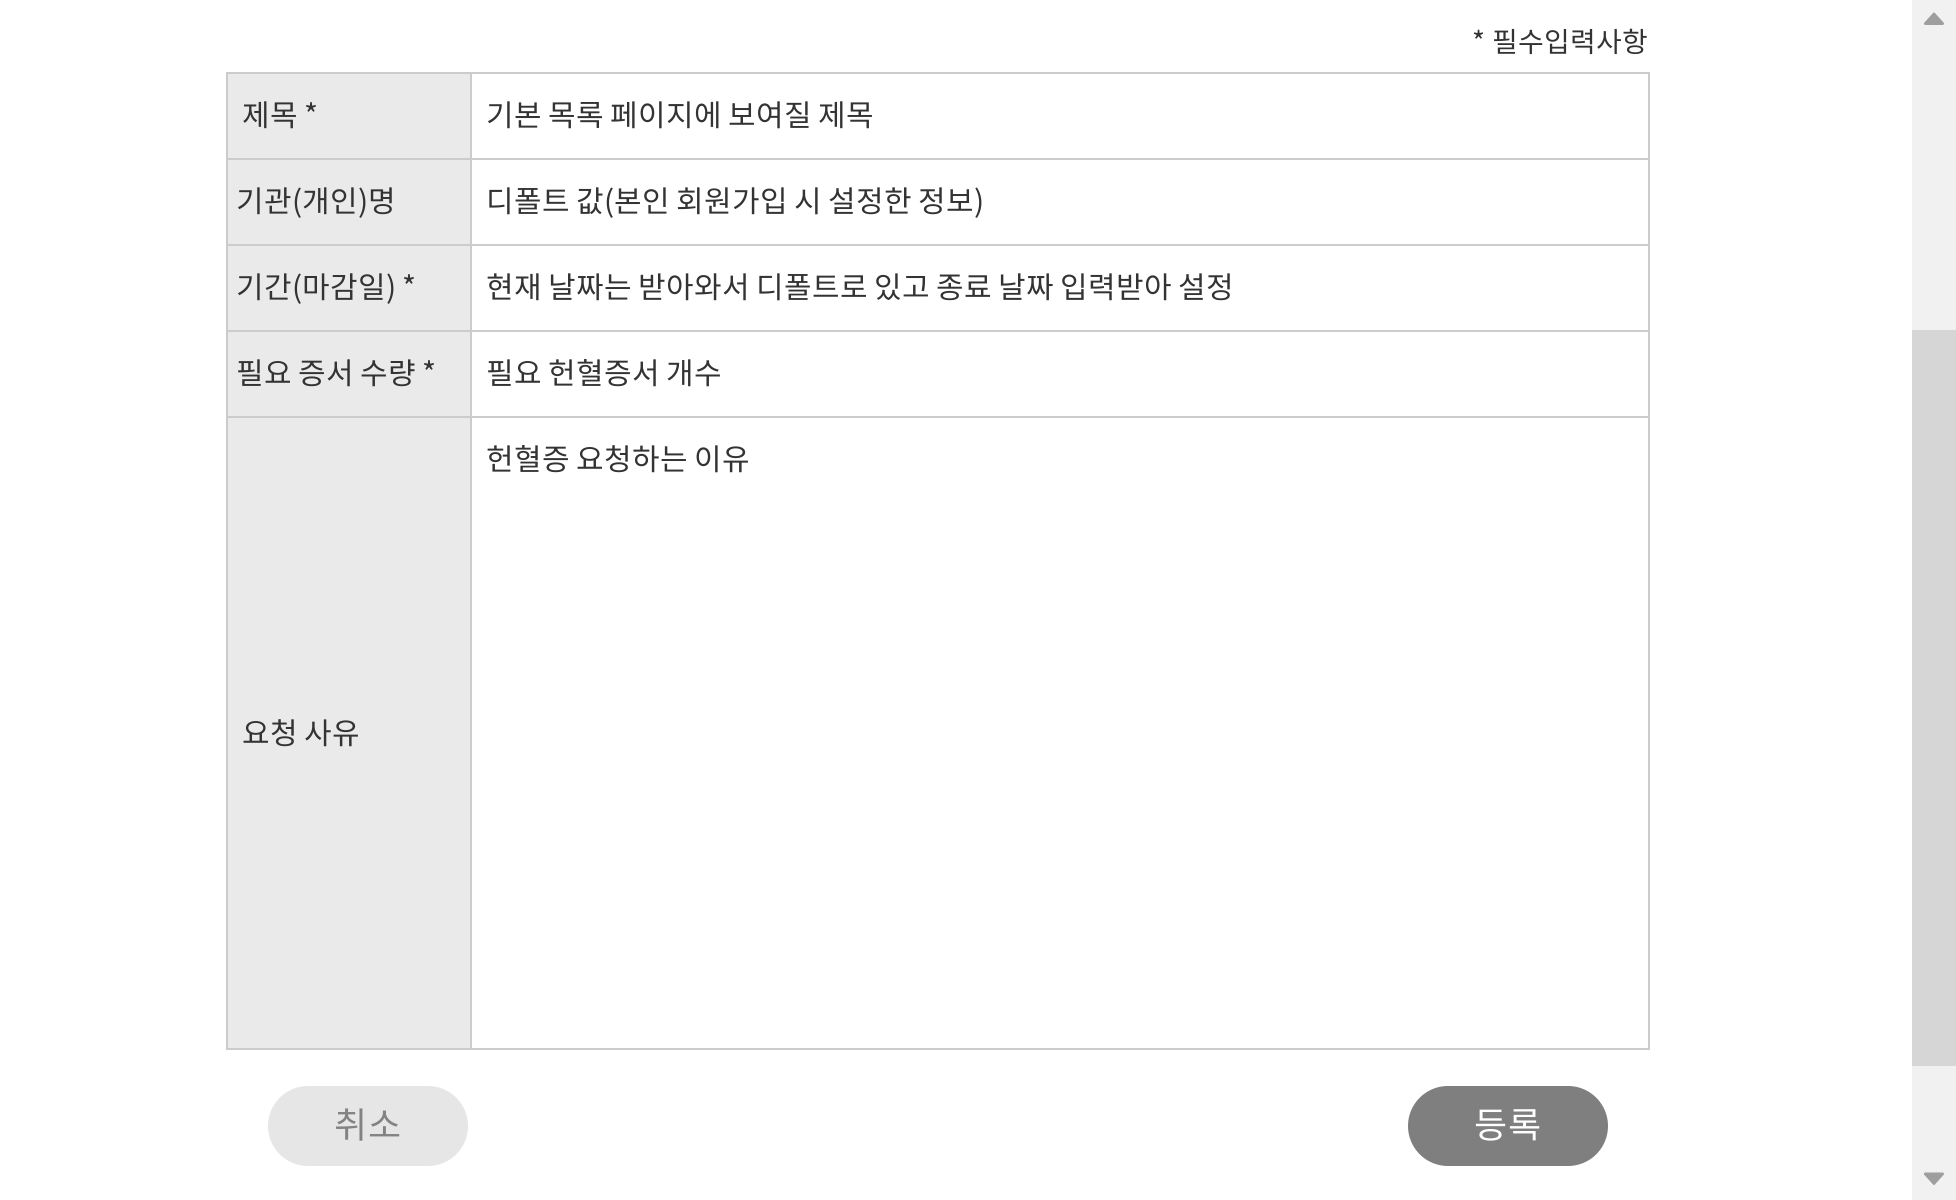 * 필수입력사항
제목 * 기본 목록 페이지에 보여질 제목
기관(개인)명 디폴트 값(본인 회원가입 시 설정한 정보)
기간(마감일) * 현재 날짜는 받아와서 디폴트로 있고 종료 날짜 입력받아 설정
필요 증서 수량 * 필요 헌혈증서 개수
헌혈증 요청하는 이유
요청 사유
취소 등록